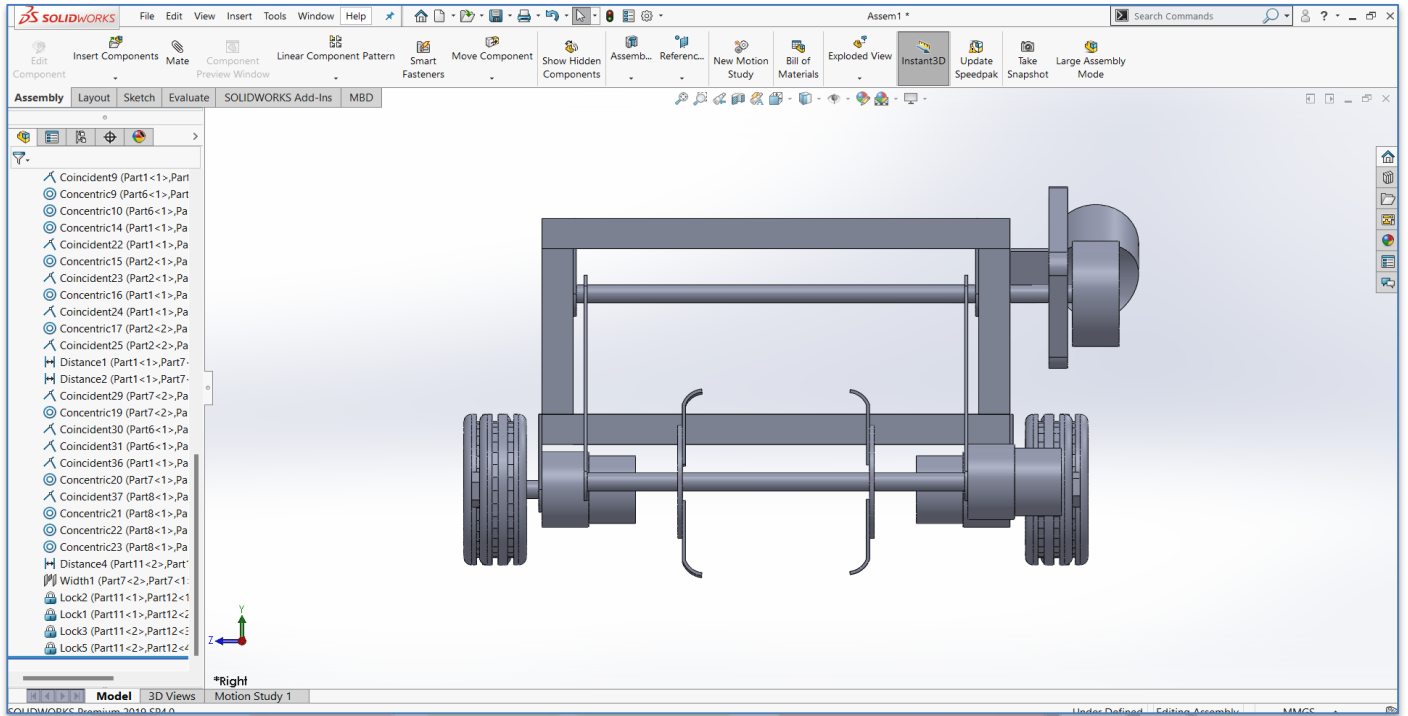 SOLIDWORKS File Edit View Insert Tools Window Help Assem1 * Search Commands ?
Edit Component
Insert Components
Mate
Component Preview Window
Linear Component Pattern
Smart Fasteners
Move Component
Show Hidden Components
Assemb...
Referenc...
New Motion Study
Bill of Materials
Exploded View
Instant3D
Update Speedpak
Take Snapshot
Large Assembly Mode
Assembly Layout Sketch Evaluate SOLIDWORKS Add-Ins MBD
Coincident9 (Part1<1>,Part
Concentric9 (Part6<1>,Part
Concentric10 (Part6<1>,Pa
Concentric14 (Part1<1>,Pa
Coincident22 (Part1<1>,Pa
Concentric15 (Part2<1>,Pa
Coincident23 (Part2<1>,Pa
Concentric16 (Part1<1>,Pa
Coincident24 (Part1<1>,Pa
Concentric17 (Part2<2>,Pa
Coincident25 (Part2<2>,Pa
Distance1 (Part1<1>,Part7-
Distance2 (Part1<1>,Part7-
Coincident29 (Part7<2>,Pa
Concentric19 (Part7<2>,Pa
Coincident30 (Part6<1>,Pa
Coincident31 (Part6<1>,Pa
Coincident36 (Part1<1>,Pa
Concentric20 (Part7<1>,Pa
Coincident37 (Part8<1>,Pa
Concentric21 (Part8<1>,Pa
Concentric22 (Part8<1>,Pa
Concentric23 (Part8<1>,Pa
Distance4 (Part11<2>,Part
Width1 (Part7<2>,Part7<1
Lock2 (Part11<1>,Part12<1
Lock1 (Part11<1>,Part12<2
Lock3 (Part11<2>,Part12<3
Lock5 (Part11<2>,Part12<4
Y
Z
*Right
Model 3D Views Motion Study 1
SOLIDWORKS Premium 2019 SP4.0 Under Defined Editing Assembly MMGS